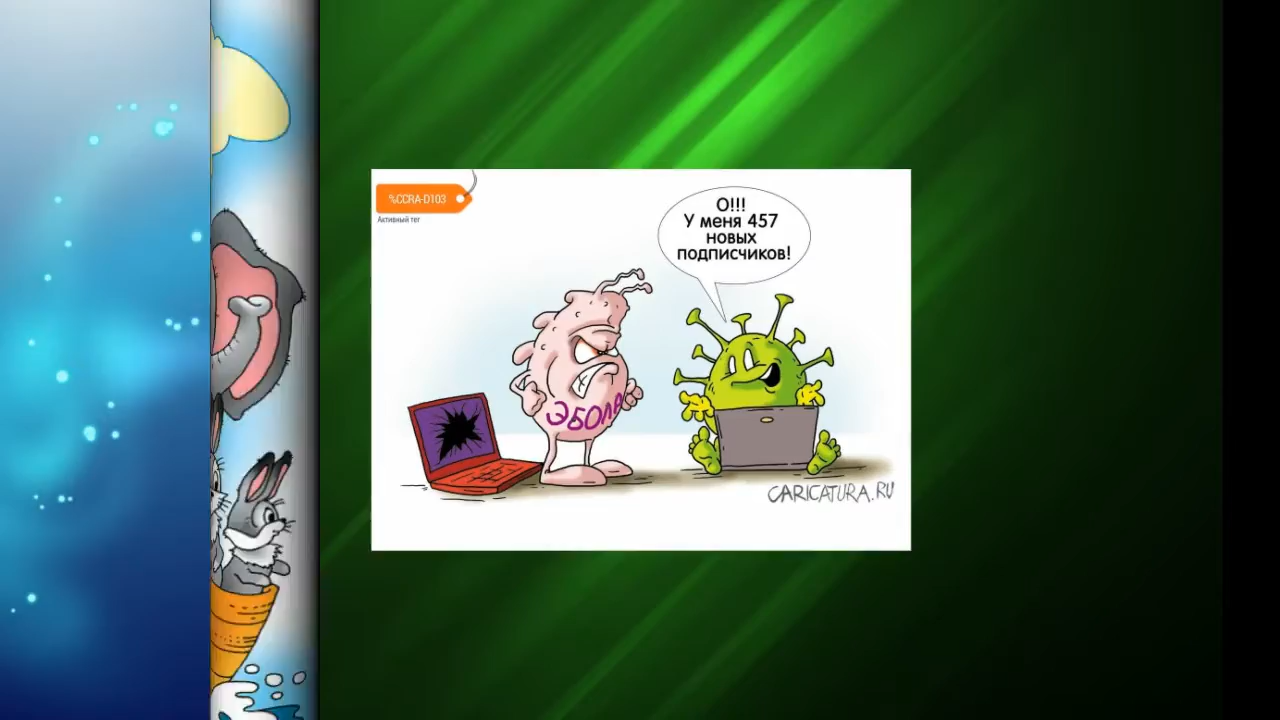 %CCRA-D103
Активный тег
О!!!
У меня 457
новых
подписчиков!
ЭБОЛА
CARICATURA.RU